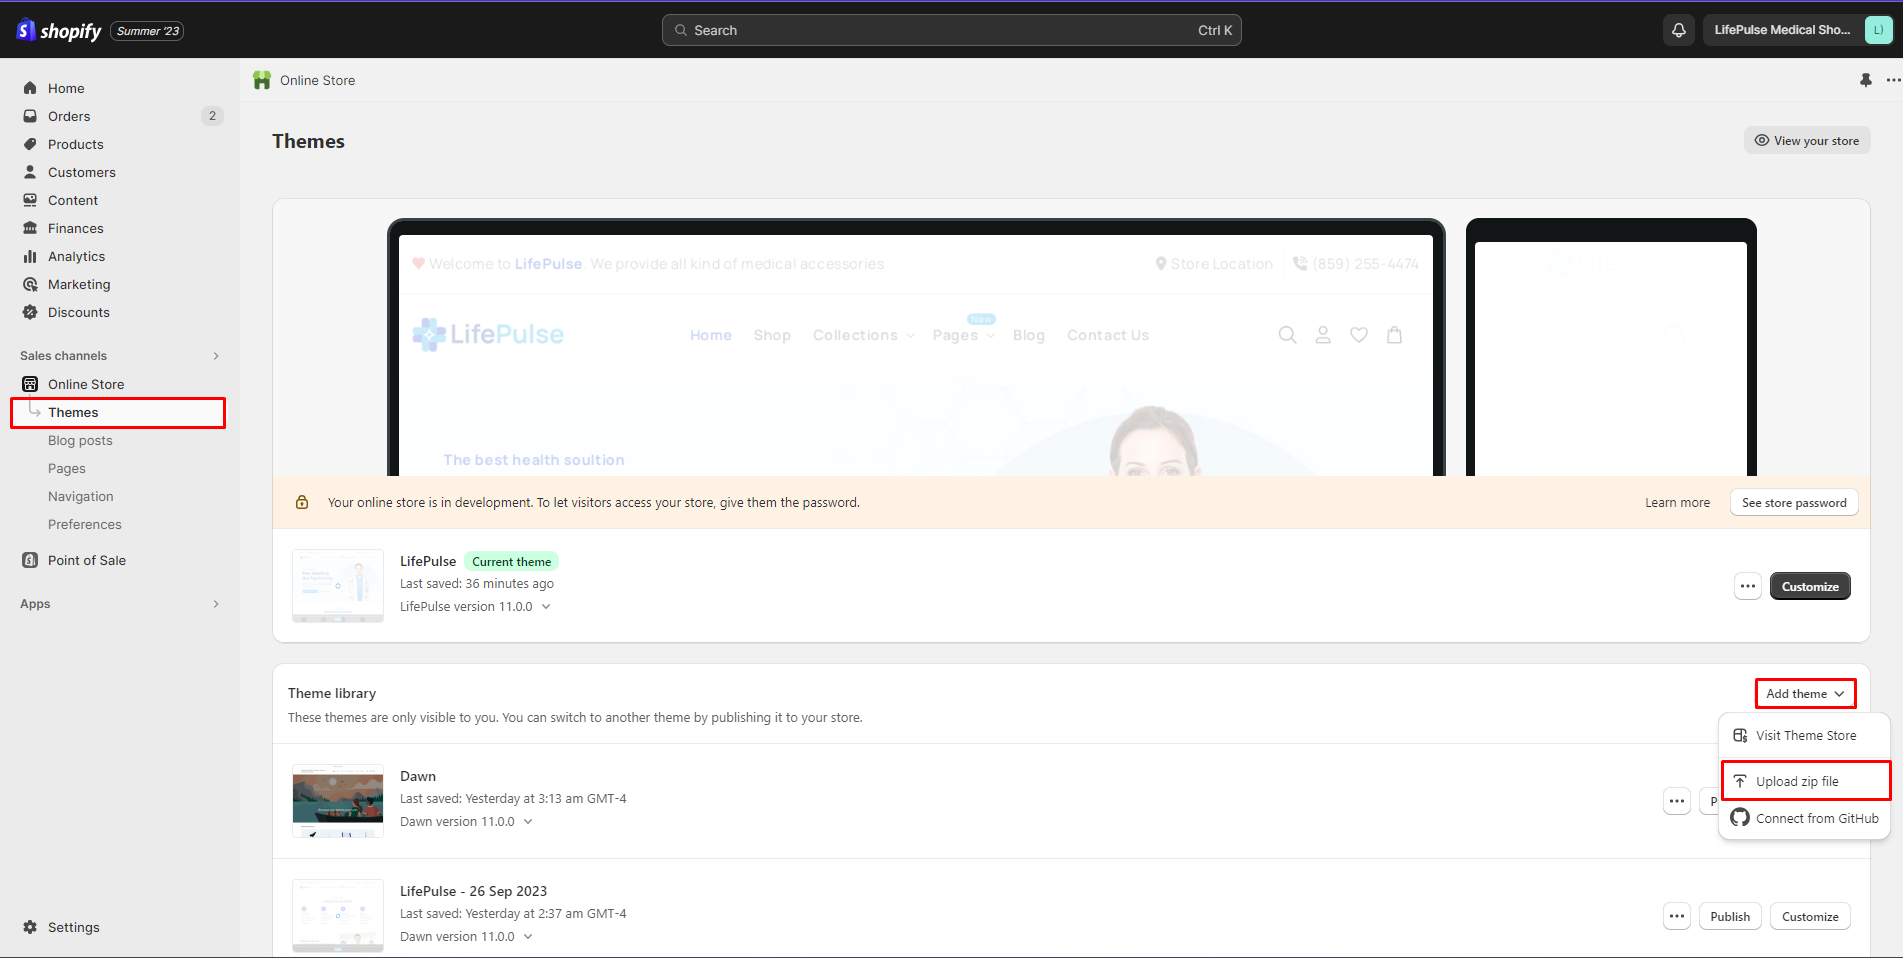 shopify Summer '23
Search Ctrl K
LifePulse Medical Sho... L)
Home
Orders 2
Products
Customers
Content
Finances
Analytics
Marketing
Discounts
Sales channels
Online Store
Themes
Blog posts
Pages
Navigation
Preferences
Point of Sale
Apps
Settings
Online Store
Themes
View your store
Welcome to LifePulse. We provide all kind of medical accessories
Store Location (859) 255-4474
LifePulse
Home Shop Collections Pages New Blog Contact Us
The best health soultion
Your online store is in development. To let visitors access your store, give them the password.
Learn more See store password
LifePulse Current theme
Last saved: 36 minutes ago
LifePulse version 11.0.0
Customize
Theme library
These themes are only visible to you. You can switch to another theme by publishing it to your store.
Add theme
Visit Theme Store
Upload zip file
Connect from GitHub
Dawn
Last saved: Yesterday at 3:13 am GMT-4
Dawn version 11.0.0
P
LifePulse - 26 Sep 2023
Last saved: Yesterday at 2:37 am GMT-4
Dawn version 11.0.0
Publish Customize